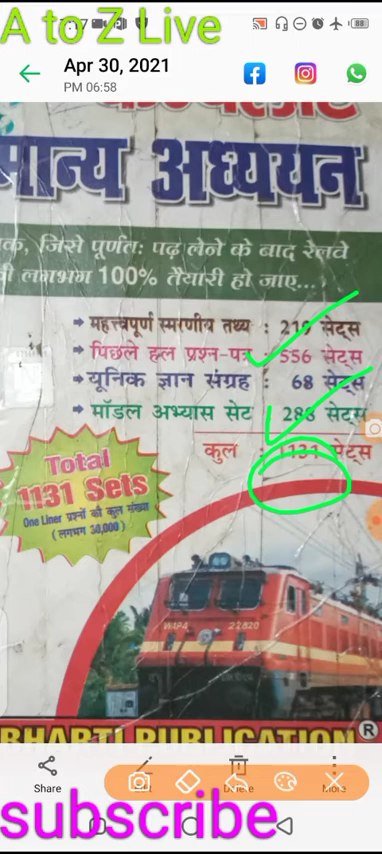 A to Z Live
88
Apr 30, 2021
PM 06:58
मान्य अध्ययन
क, जिसे पूर्णतः पढ़ लेने के बाद रेलवे
लगभग 100% तैयारी हो जाए...
महत्त्वपूर्ण स्मरणीय तथ्य : 219 सेट्स
पिछले हल प्रश्न-पत्र 556 सेट्स
यूनिक ज्ञान संग्रह : 68 सेट्स
मॉडल अभ्यास सेट : 288 सेट्स
कुल : 1131 सेट्स
Total
1131 Sets
One Liner प्रश्नों की कुल संख्या
(लगभग 30,000)
WAP4 22820
BHARTI PUBLICATION ®
Share More
subscribe